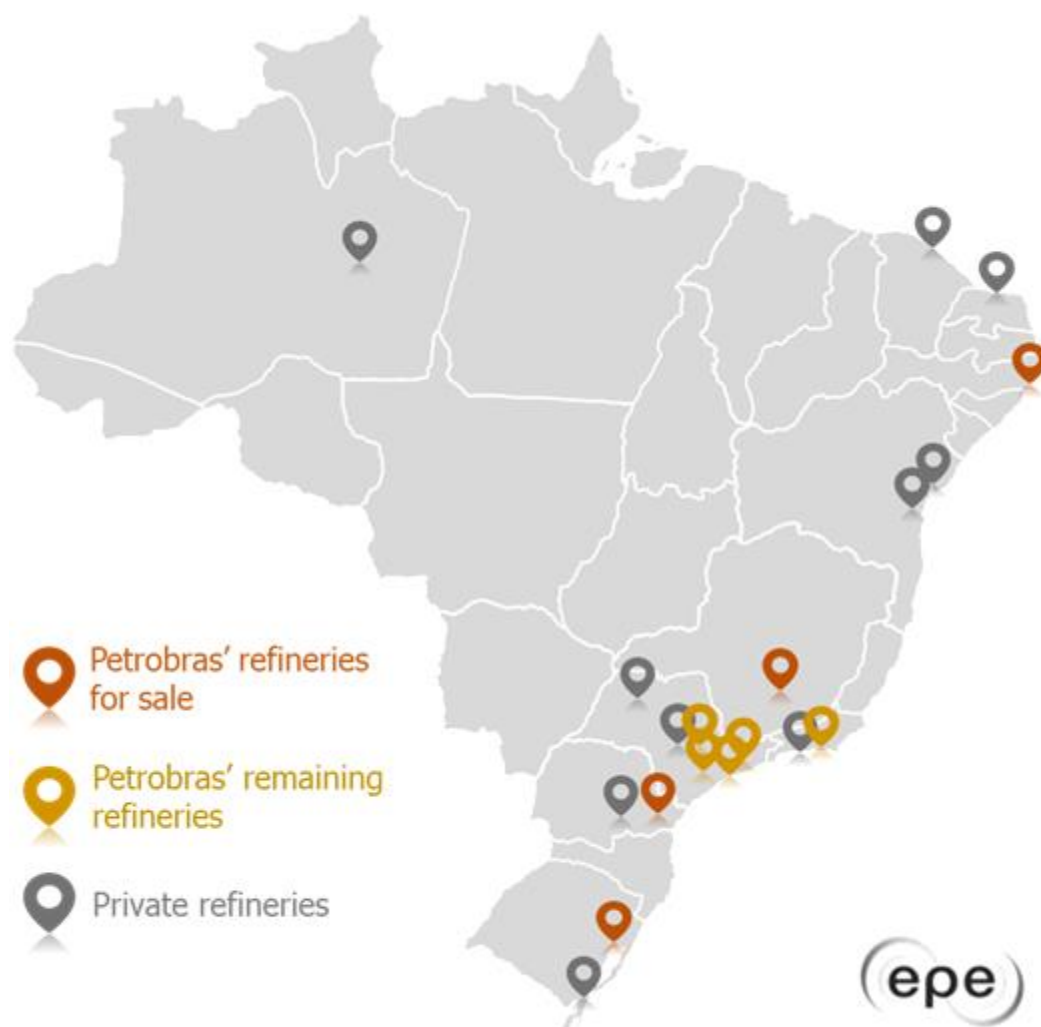 Petrobras’ refineries
for sale
Petrobras’ remaining
refineries
Private refineries
epe